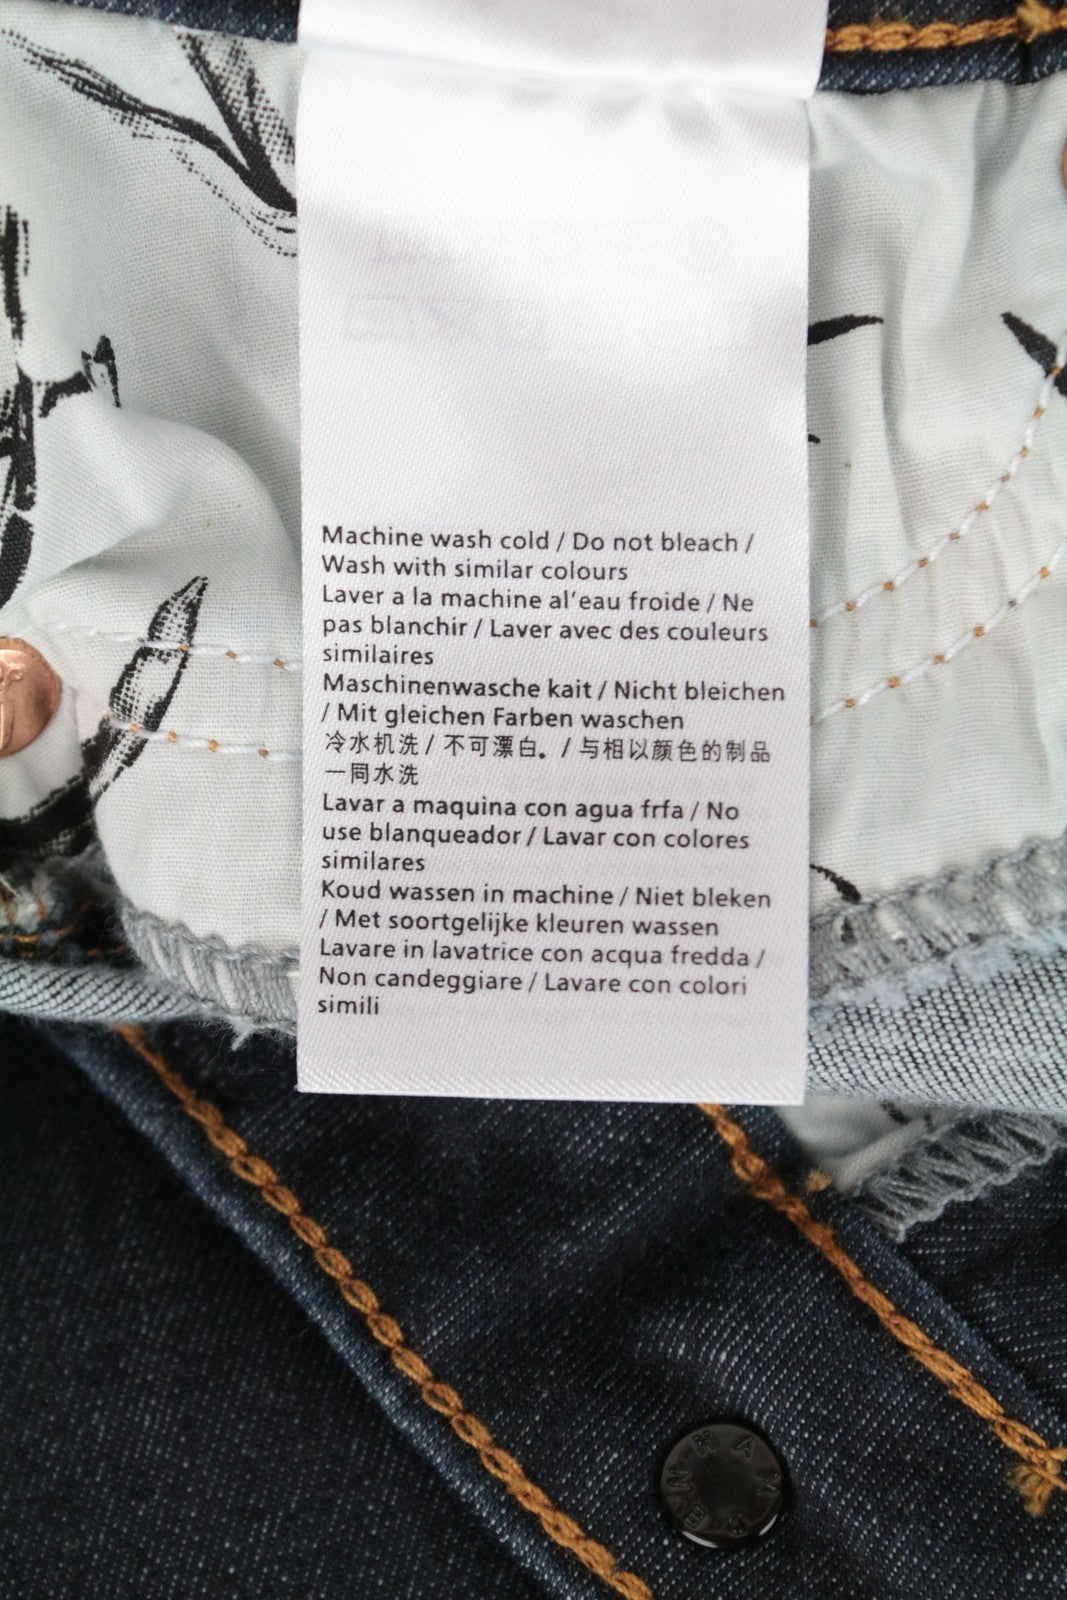 Machine wash cold / Do not bleach /
Wash with similar colours
Laver a la machine al'eau froide / Ne
pas blanchir / Laver avec des couleurs
similaires
Maschinenwasche kait / Nicht bleichen
/ Mit gleichen Farben waschen
冷水机洗 / 不可漂白。/ 与相以颜色的制品
一同水洗
Lavar a maquina con agua frfa / No
use blanqueador / Lavar con colores
similares
Koud wassen in machine / Niet bleken
/ Met soortgelijke kleuren wassen
Lavare in lavatrice con acqua fredda /
Non candeggiare / Lavare con colori
simili